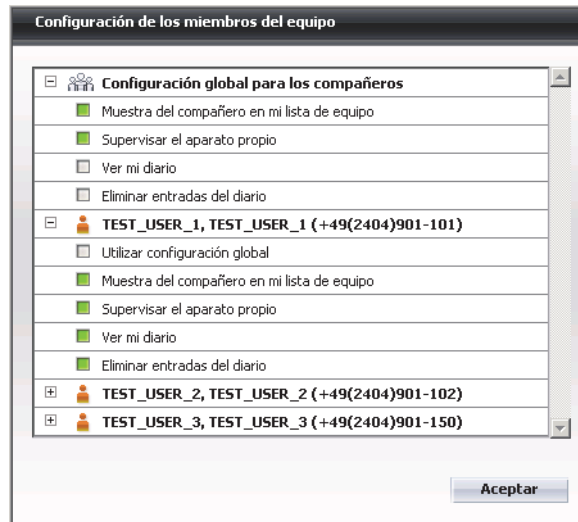 Configuración de los miembros del equipo
Configuración global para los compañeros
Muestra del compañero en mi lista de equipo
Supervisar el aparato propio
Ver mi diario
Eliminar entradas del diario
TEST_USER_1, TEST_USER_1 (+49(2404)901-101)
Utilizar configuración global
Muestra del compañero en mi lista de equipo
Supervisar el aparato propio
Ver mi diario
Eliminar entradas del diario
TEST_USER_2, TEST_USER_2 (+49(2404)901-102)
TEST_USER_3, TEST_USER_3 (+49(2404)901-150)
Aceptar